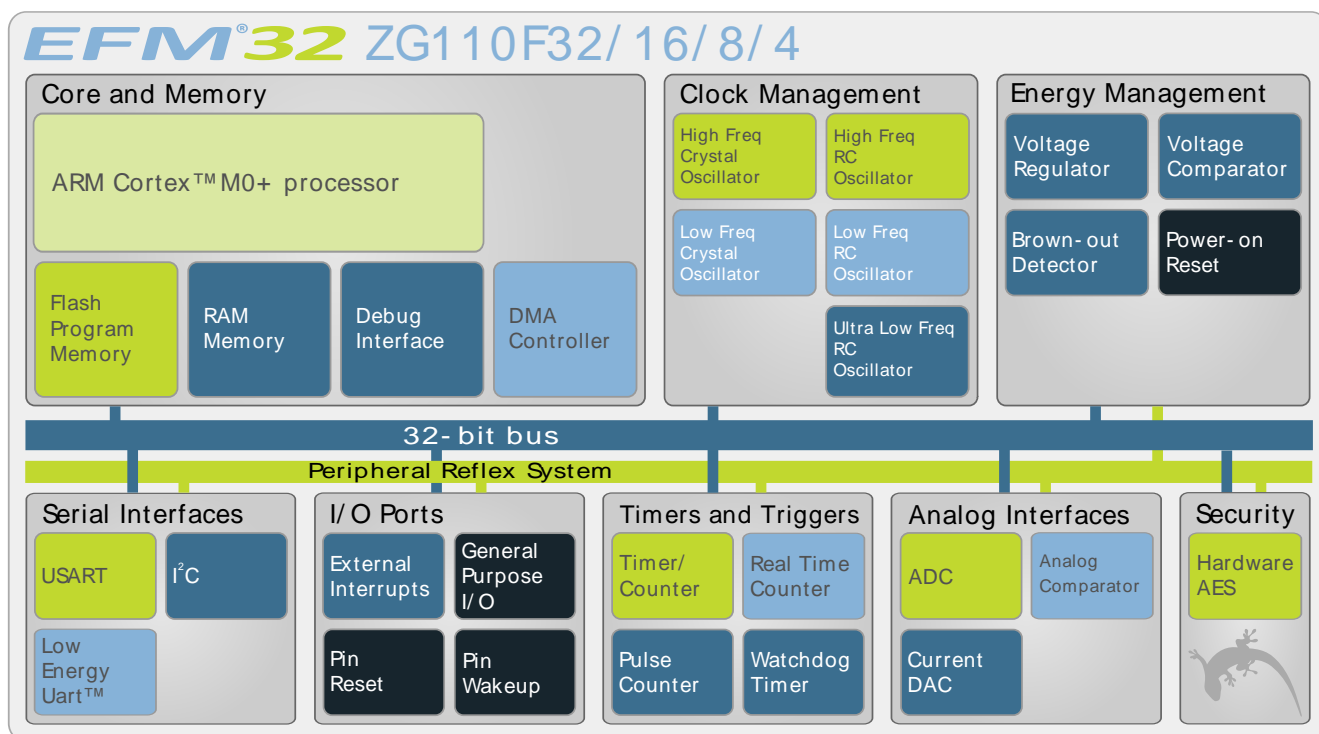 EFM®32 ZG110F32/16/8/4
Core and Memory
ARM Cortex™ M0+ processor
Flash
Program
Memory
RAM
Memory
Debug
Interface
DMA
Controller
Clock Management
High Freq
Crystal
Oscillator
High Freq
RC
Oscillator
Low Freq
Crystal
Oscillator
Low Freq
RC
Oscillator
Ultra Low Freq
RC
Oscillator
Energy Management
Voltage
Regulator
Voltage
Comparator
Brown-out
Detector
Power-on
Reset
32-bit bus
Peripheral Reflex System
Serial Interfaces
USART
I²C
Low
Energy
Uart™
I/O Ports
External
Interrupts
General
Purpose
I/O
Pin
Reset
Pin
Wakeup
Timers and Triggers
Timer/
Counter
Real Time
Counter
Pulse
Counter
Watchdog
Timer
Analog Interfaces
ADC
Analog
Comparator
Current
DAC
Security
Hardware
AES